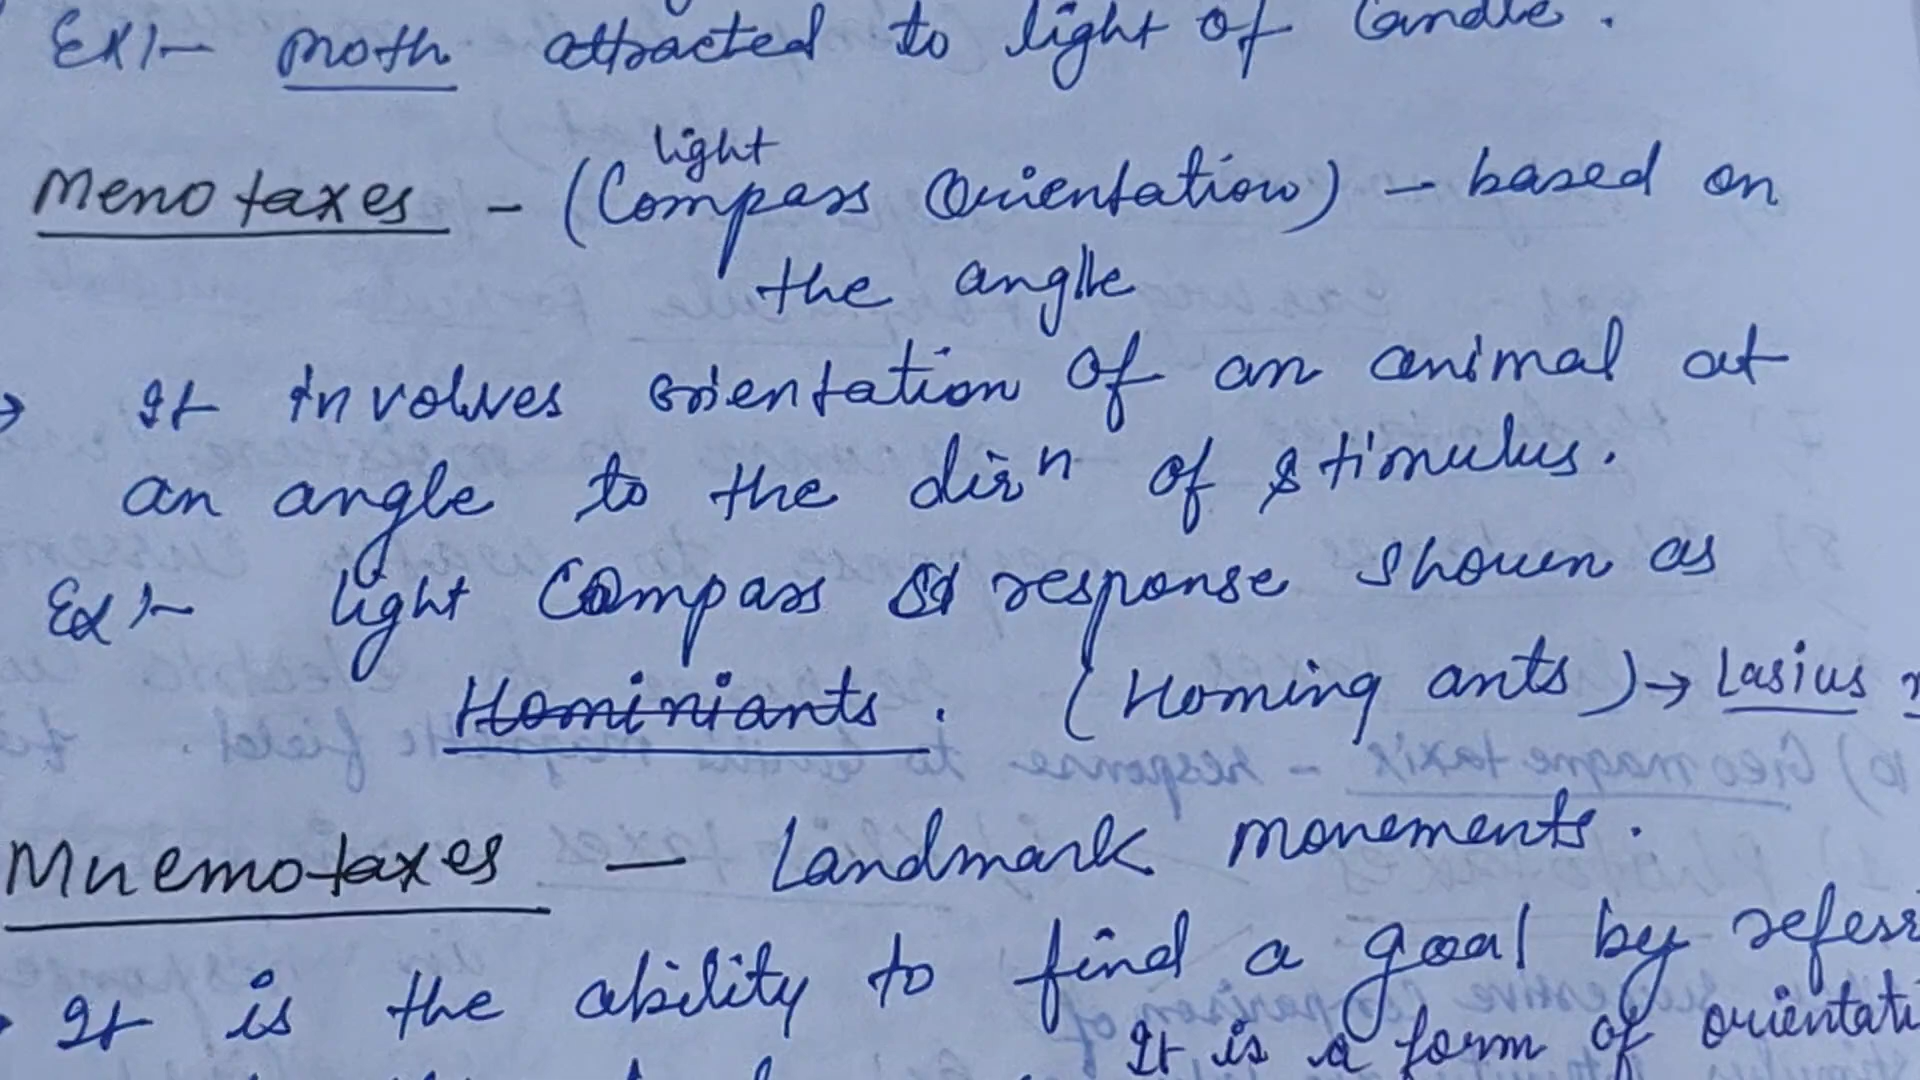 Ex:- moth attracted to light of candle.
light
Menotaxes - (Compass Orientation) - based on
the angle
→ It involves orientation of an animal at
an angle to the dirn of stimulus.
Ex:- light Compass response shown as
Hominiants. (Homing ants) → Lasius
Mnemotaxes - Landmark movements.
It is the ability to find a goal by
It is a form of